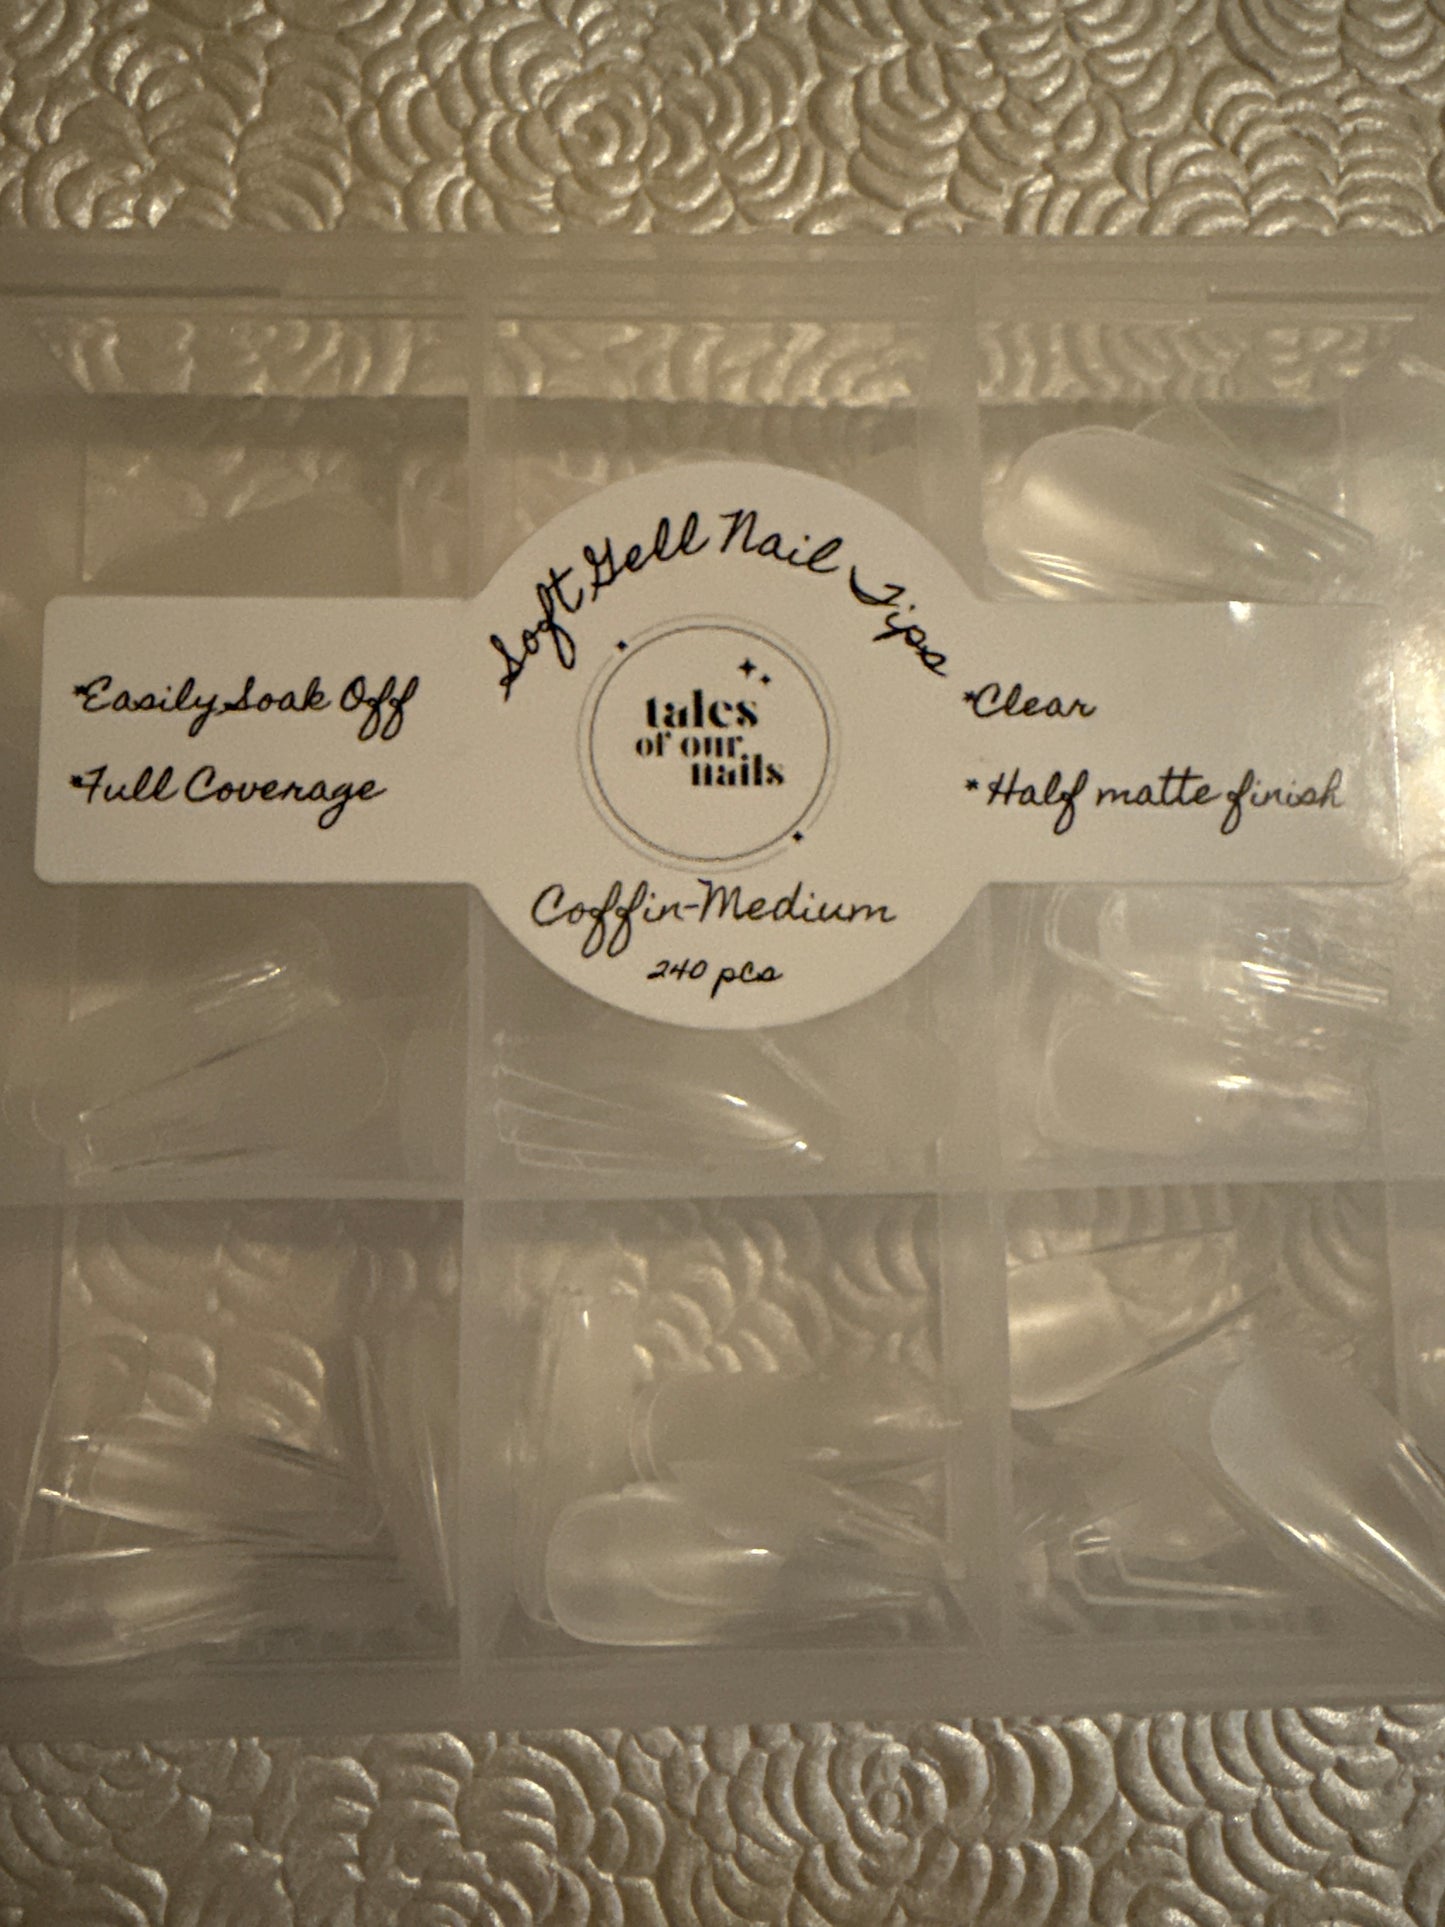 Soft Gell Nail Tips
*Easily Soak Off
*Full Coverage
tales
of our
nails
*Clear
* Half matte finish
Coffin-Medium
240 pcs